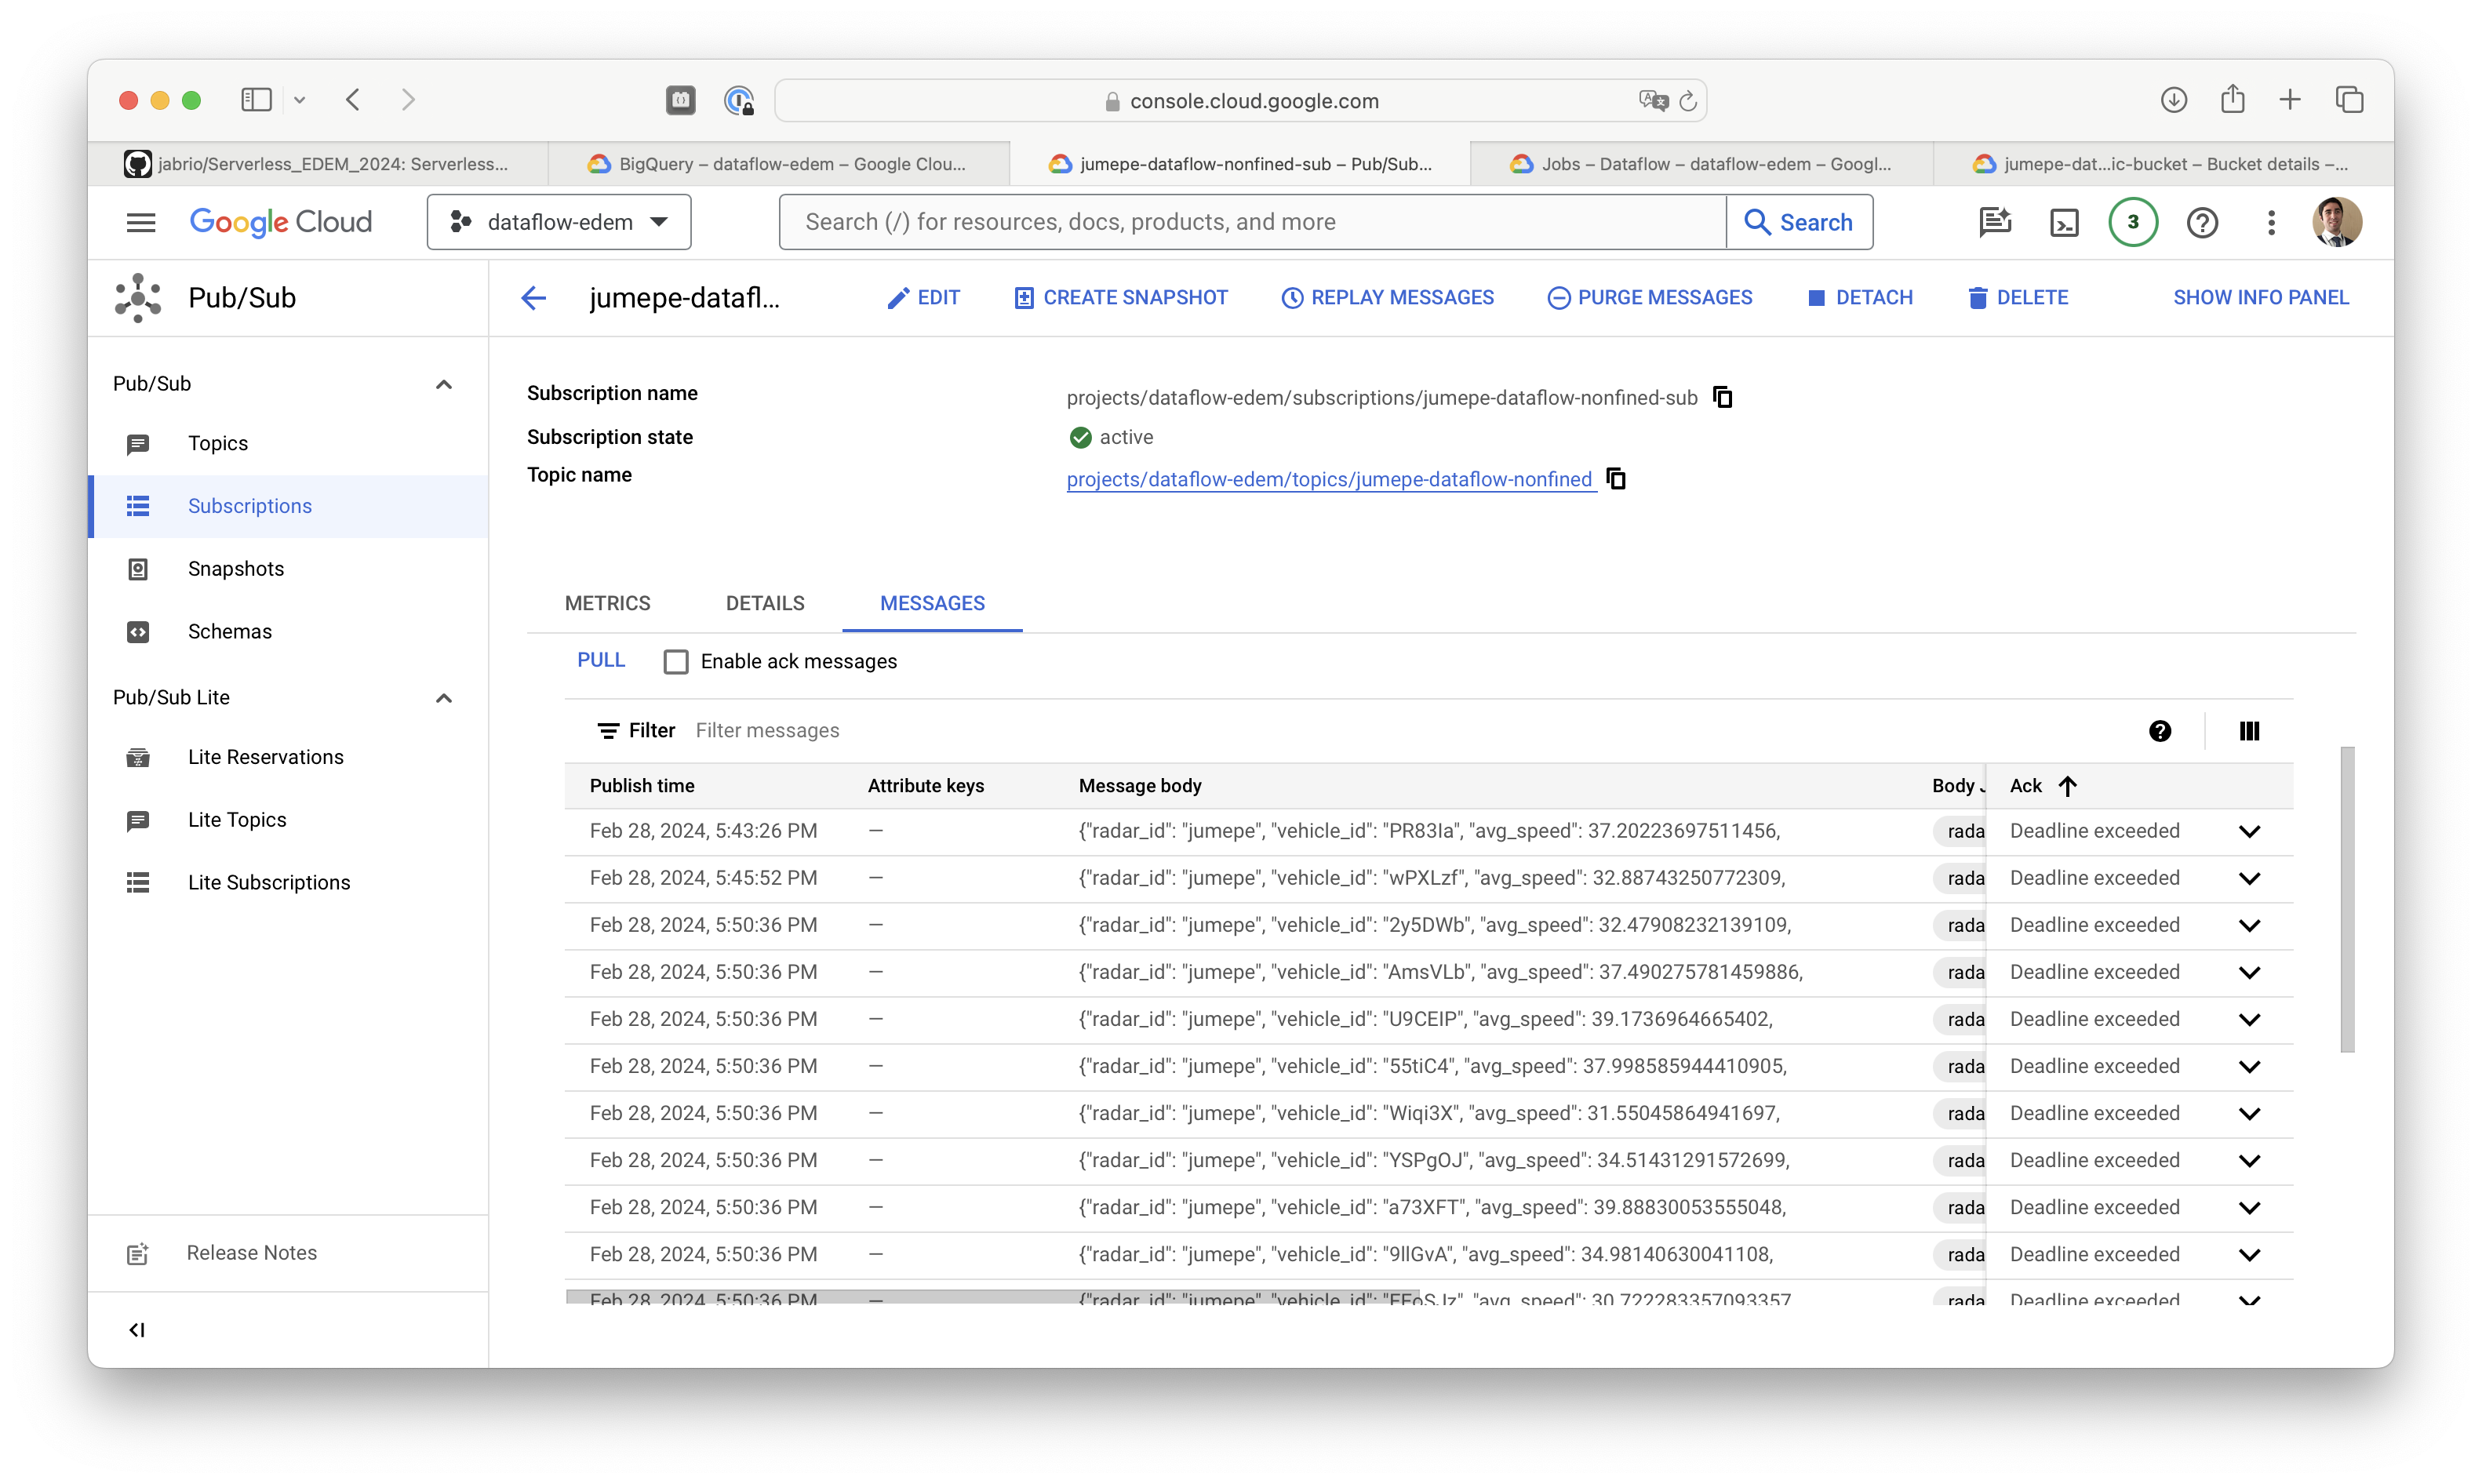 console.cloud.google.com
jabrio/Serverless_EDEM_2024: Serverless...
BigQuery – dataflow-edem – Google Clou...
jumepe-dataflow-nonfined-sub – Pub/Sub...
Jobs – Dataflow – dataflow-edem – Googl...
jumepe-dat...ic-bucket – Bucket details –...
Google Cloud
dataflow-edem
Search (/) for resources, docs, products, and more
Search
3
Pub/Sub
jumepe-datafl...
EDIT
CREATE SNAPSHOT
REPLAY MESSAGES
PURGE MESSAGES
DETACH
DELETE
SHOW INFO PANEL
Pub/Sub
Topics
Subscriptions
Snapshots
Schemas
Pub/Sub Lite
Lite Reservations
Lite Topics
Lite Subscriptions
Release Notes
Subscription name
projects/dataflow-edem/subscriptions/jumepe-dataflow-nonfined-sub
Subscription state
active
Topic name
projects/dataflow-edem/topics/jumepe-dataflow-nonfined
METRICS
DETAILS
MESSAGES
PULL
Enable ack messages
Filter
Filter messages
Publish time Attribute keys Message body Body Ack
Feb 28, 2024, 5:43:26 PM — {"radar_id": "jumepe", "vehicle_id": "PR83Ia", "avg_speed": 37.20223697511456, rada Deadline exceeded
Feb 28, 2024, 5:45:52 PM — {"radar_id": "jumepe", "vehicle_id": "wPXLzf", "avg_speed": 32.88743250772309, rada Deadline exceeded
Feb 28, 2024, 5:50:36 PM — {"radar_id": "jumepe", "vehicle_id": "2y5DWb", "avg_speed": 32.47908232139109, rada Deadline exceeded
Feb 28, 2024, 5:50:36 PM — {"radar_id": "jumepe", "vehicle_id": "AmsVLb", "avg_speed": 37.490275781459886, rada Deadline exceeded
Feb 28, 2024, 5:50:36 PM — {"radar_id": "jumepe", "vehicle_id": "U9CEIP", "avg_speed": 39.1736964665402, rada Deadline exceeded
Feb 28, 2024, 5:50:36 PM — {"radar_id": "jumepe", "vehicle_id": "55tiC4", "avg_speed": 37.998585944410905, rada Deadline exceeded
Feb 28, 2024, 5:50:36 PM — {"radar_id": "jumepe", "vehicle_id": "Wiqi3X", "avg_speed": 31.55045864941697, rada Deadline exceeded
Feb 28, 2024, 5:50:36 PM — {"radar_id": "jumepe", "vehicle_id": "YSPgOJ", "avg_speed": 34.51431291572699, rada Deadline exceeded
Feb 28, 2024, 5:50:36 PM — {"radar_id": "jumepe", "vehicle_id": "a73XFT", "avg_speed": 39.88830053555048, rada Deadline exceeded
Feb 28, 2024, 5:50:36 PM — {"radar_id": "jumepe", "vehicle_id": "9llGvA", "avg_speed": 34.98140630041108, rada Deadline exceeded
Feb 28, 2024, 5:50:36 PM — {"radar_id": "jumepe", "vehicle_id": "avg_speed": 30.722283357093357 rada Deadline exceeded